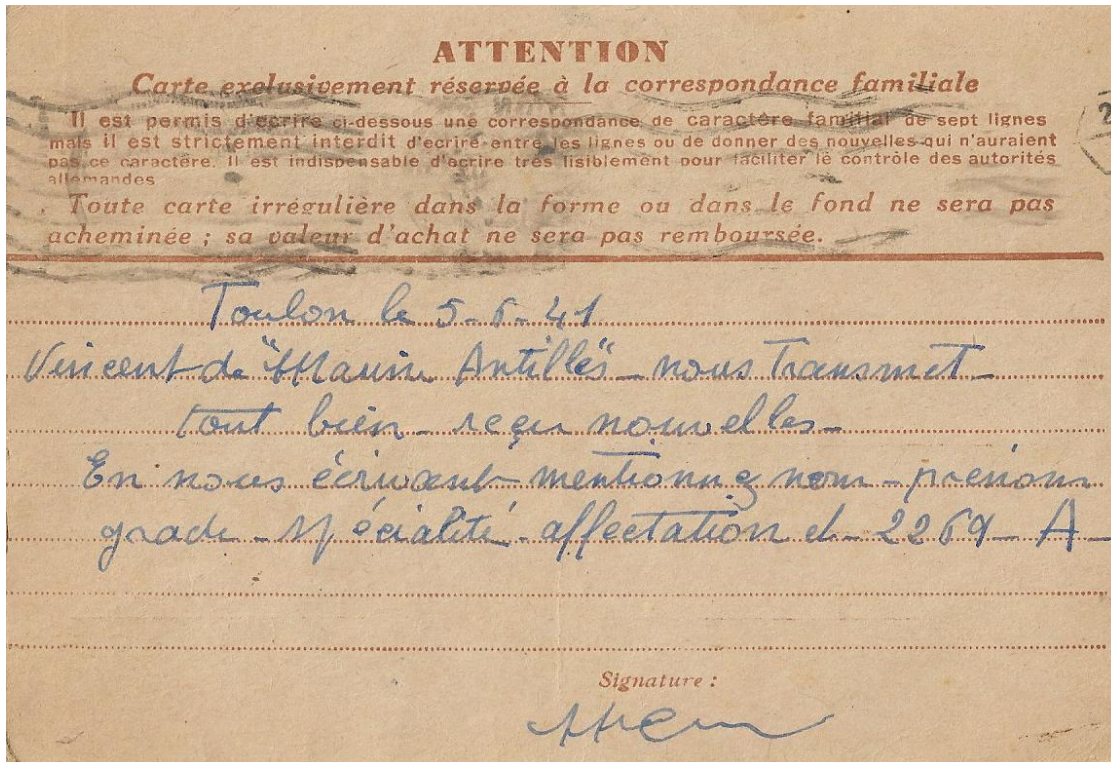 ATTENTION
Carte exclusivement réservée à la correspondance familiale
Il est permis d'écrire ci-dessous une correspondance de caractère familial de sept lignes
mais il est strictement interdit d'ecrire entre les lignes ou de donner des nouvelles qui n'auraient
pas ce caractère. Il est indispensable d'ecrire très lisiblement pour faciliter le contrôle des autorités
allemandes
Toute carte irrégulière dans la forme ou dans le fond ne sera pas
acheminée ; sa valeur d'achat ne sera pas remboursée.
Toulon le 5-6-41
Vincent de "Marine Antilles" - nous transmet -
tout bien - reçu nouvelles -
En nous écrivant mentionnez nom - prénom
grade - spécialité - affectation et - 2269 - A -
Signature :